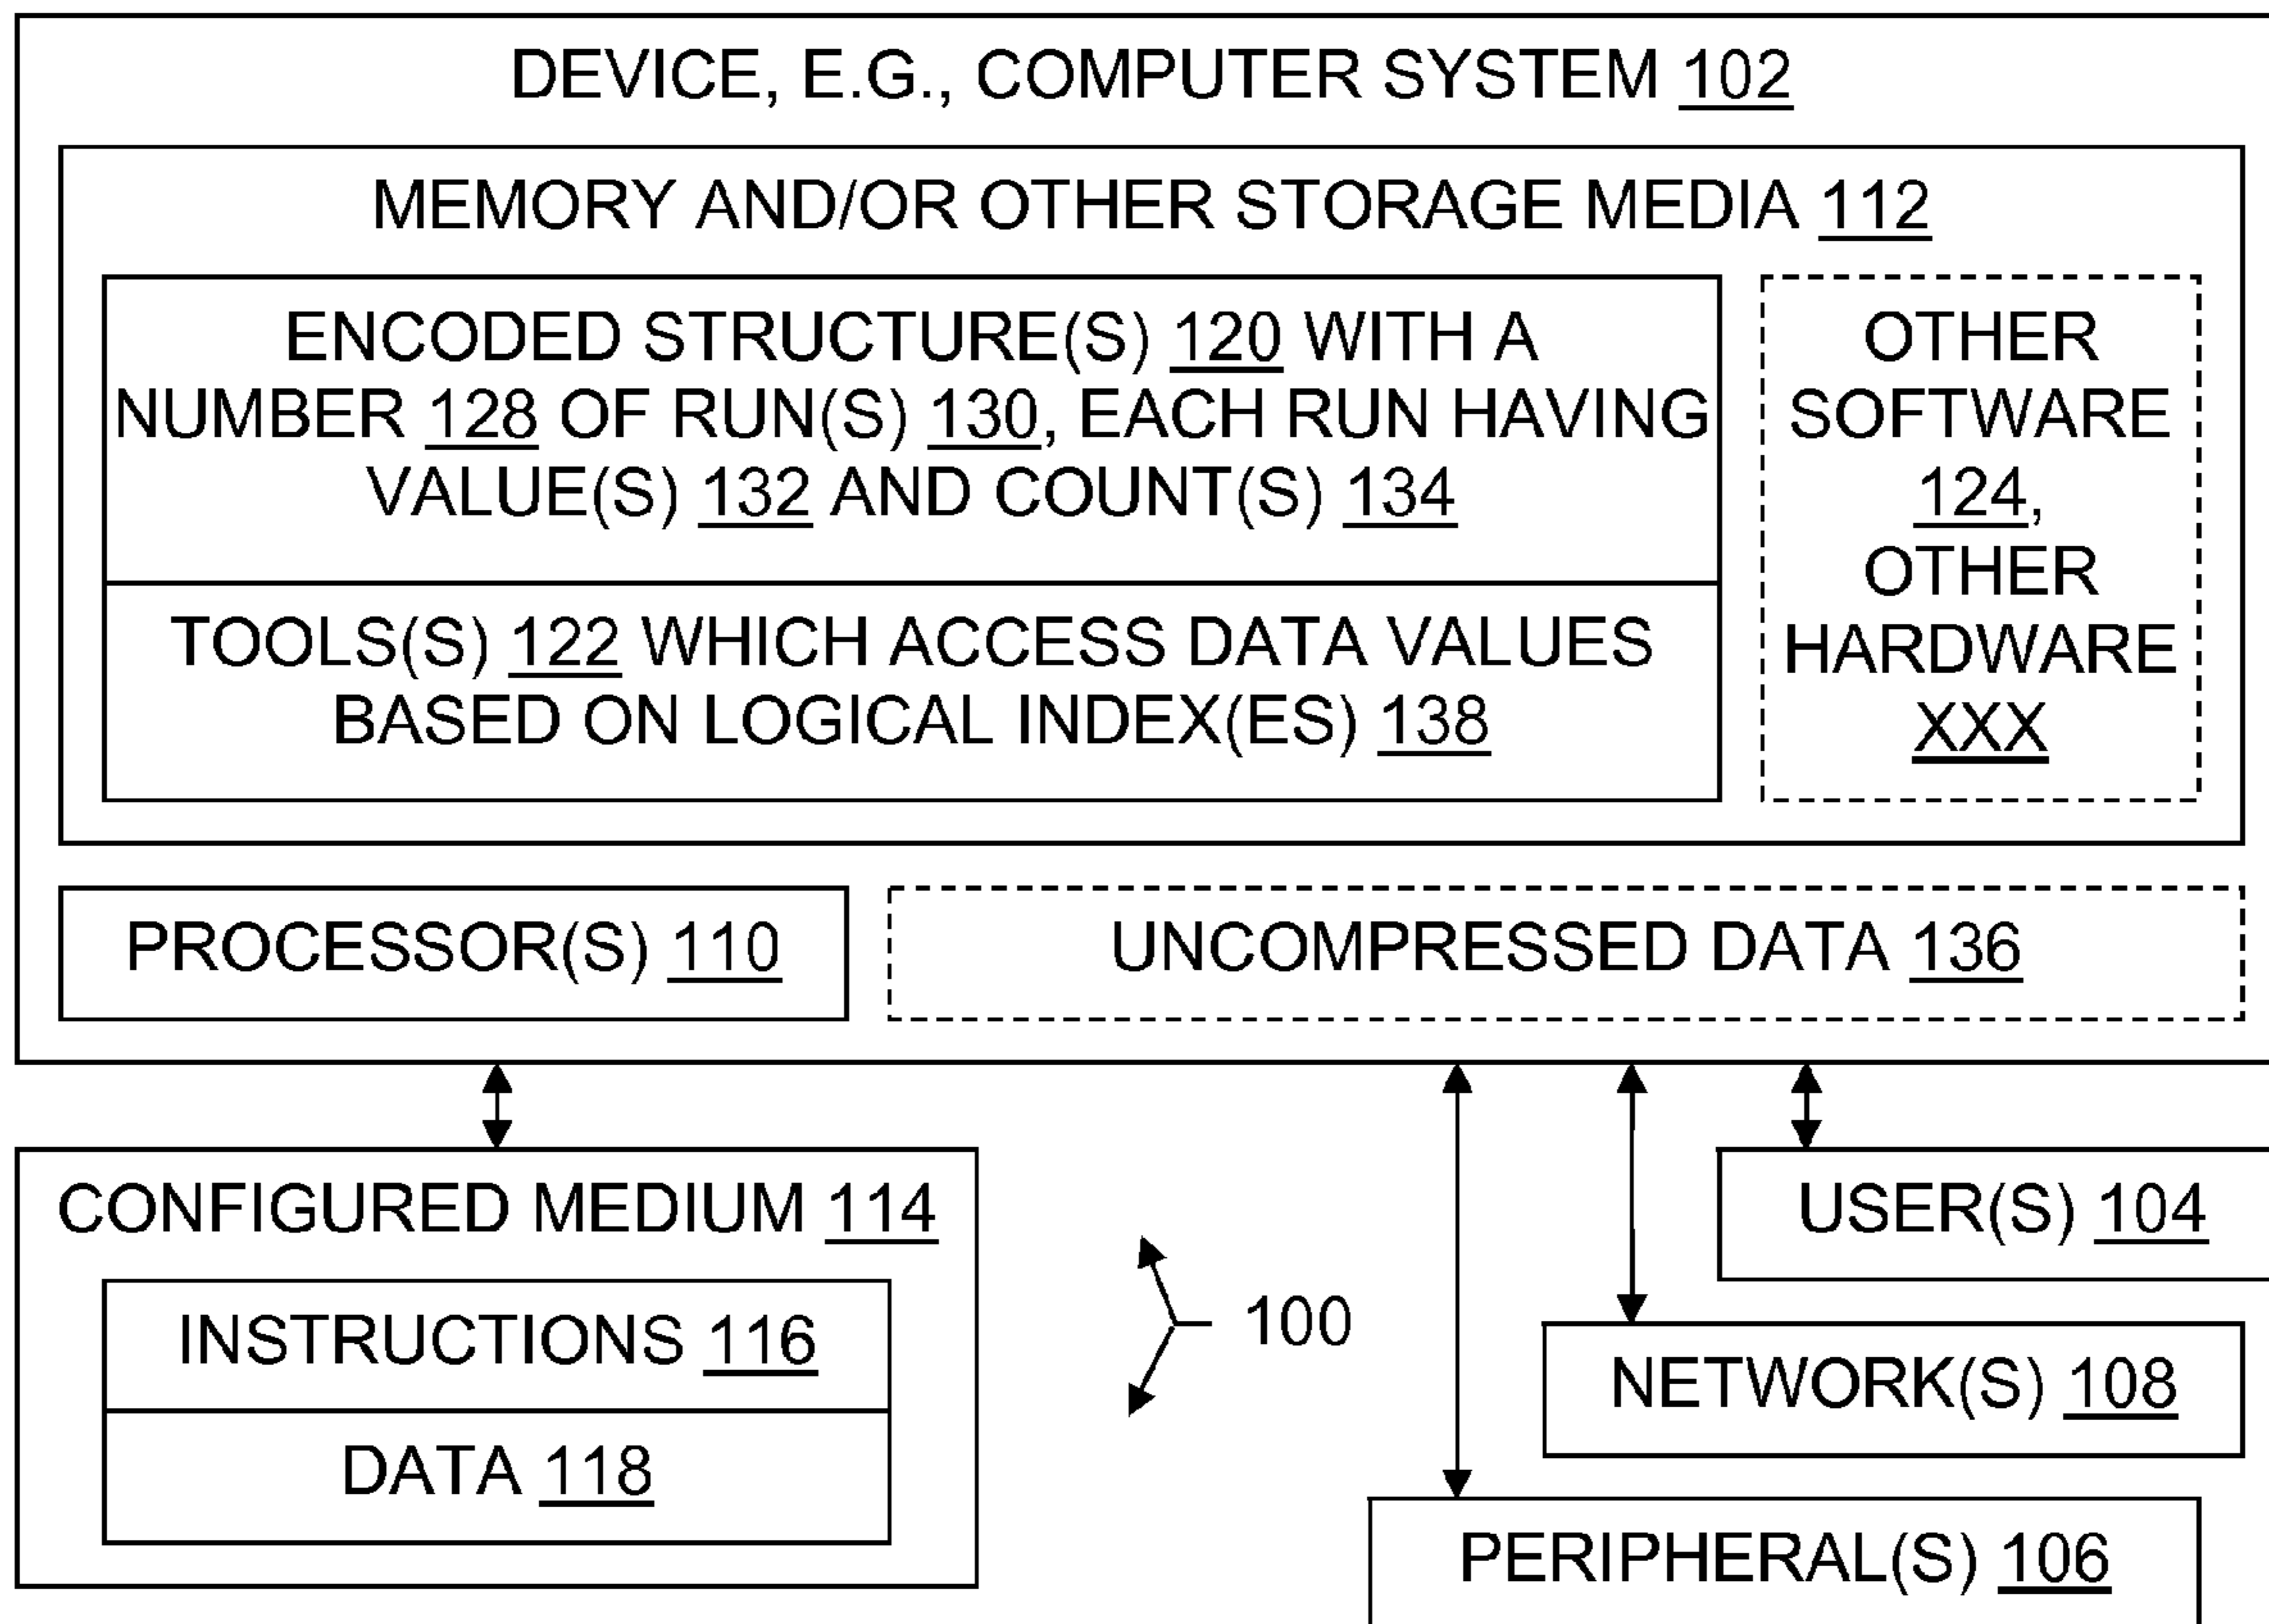 DEVICE, E.G., COMPUTER SYSTEM 102
MEMORY AND/OR OTHER STORAGE MEDIA 112
ENCODED STRUCTURE(S) 120 WITH A
NUMBER 128 OF RUN(S) 130, EACH RUN HAVING
VALUE(S) 132 AND COUNT(S) 134
TOOLS(S) 122 WHICH ACCESS DATA VALUES
BASED ON LOGICAL INDEX(ES) 138
OTHER
SOFTWARE
124,
OTHER
HARDWARE
XXX
PROCESSOR(S) 110
UNCOMPRESSED DATA 136
CONFIGURED MEDIUM 114
INSTRUCTIONS 116
DATA 118
100
USER(S) 104
NETWORK(S) 108
PERIPHERAL(S) 106